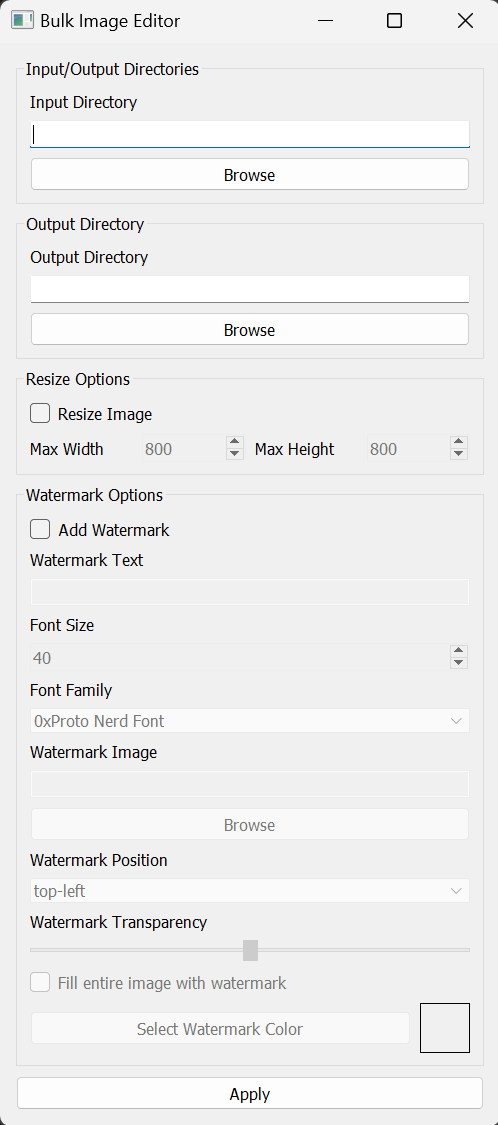 Bulk Image Editor
Input/Output Directories
Input Directory
Browse
Output Directory
Output Directory
Browse
Resize Options
Resize Image
Max Width 800 Max Height 800
Watermark Options
Add Watermark
Watermark Text
Font Size
40
Font Family
0xProto Nerd Font
Watermark Image
Browse
Watermark Position
top-left
Watermark Transparency
Fill entire image with watermark
Select Watermark Color
Apply